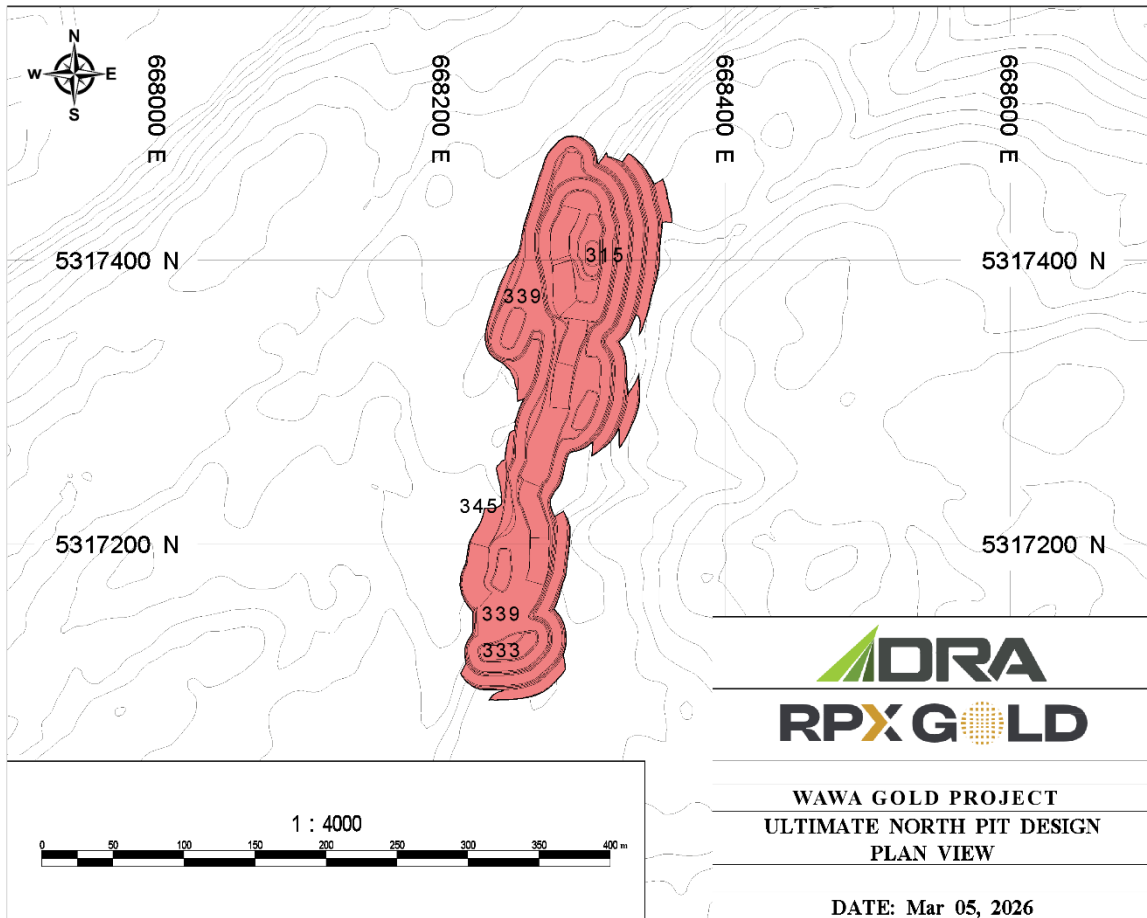 N
W E
S
668000 E
668200 E
668400 E
668600 E
315
5317400 N
5317400 N
339
345
5317200 N
5317200 N
339
333
DRA
RPX GOLD
WAWA GOLD PROJECT
ULTIMATE NORTH PIT DESIGN
PLAN VIEW
DATE: Mar 05, 2026
1 : 4000
0 50 100 150 200 250 300 350 400 m